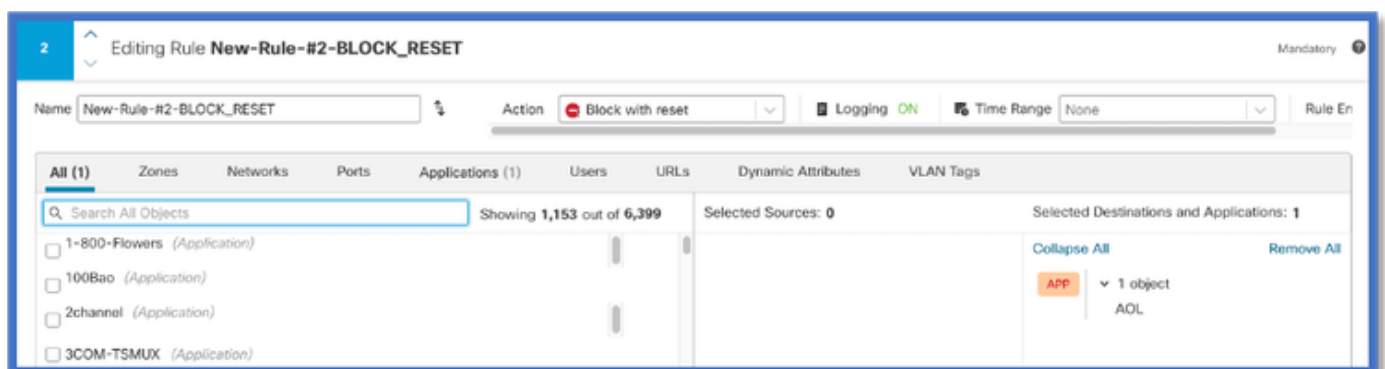 2 Editing Rule New-Rule-#2-BLOCK_RESET Mandatory
Name New-Rule-#2-BLOCK_RESET Action Block with reset Logging ON Time Range None Rule En
All (1) Zones Networks Ports Applications (1) Users URLs Dynamic Attributes VLAN Tags
Search All Objects Showing 1,153 out of 6,399 Selected Sources: 0 Selected Destinations and Applications: 1
1-800-Flowers (Application) Collapse All Remove All
100Bao (Application) APP 1 object
2channel (Application) AOL
3COM-TSMUX (Application)